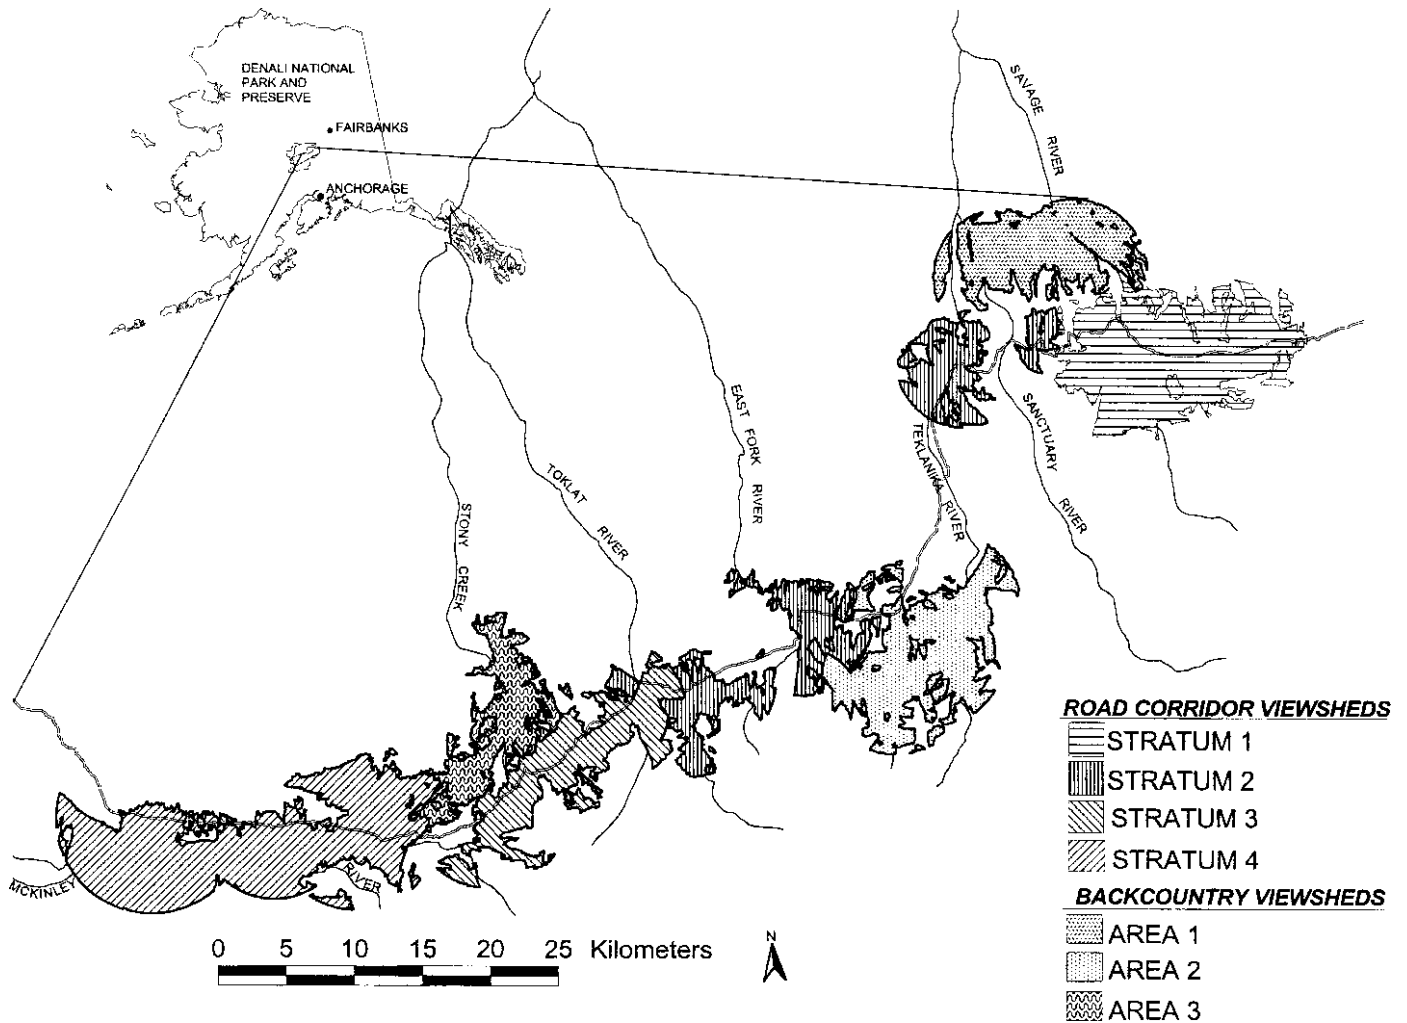 DENALI NATIONAL
PARK AND
PRESERVE
FAIRBANKS
ANCHORAGE
SAVAGE RIVER
EAST FORK RIVER
TOKLAT RIVER
STONY CREEK
TEKLANIKA RIVER
SANCTUARY RIVER
MCKINLEY RIVER
ROAD CORRIDOR VIEWSHEDS
STRATUM 1
STRATUM 2
STRATUM 3
STRATUM 4
BACKCOUNTRY VIEWSHEDS
AREA 1
AREA 2
AREA 3
0 5 10 15 20 25 Kilometers
N